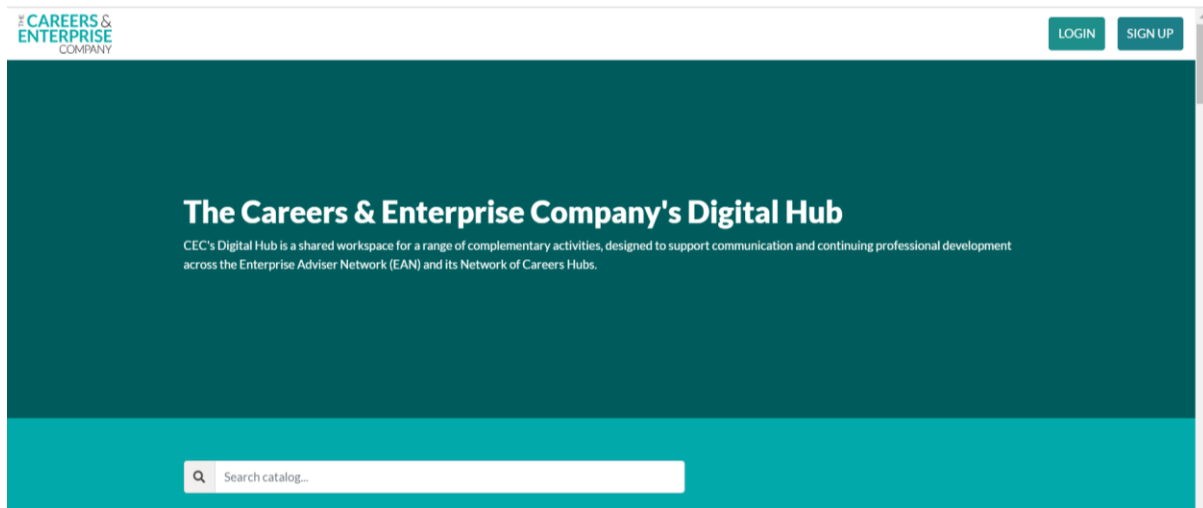 THE CAREERS &
ENTERPRISE
COMPANY
LOGIN
SIGN UP
The Careers & Enterprise Company's Digital Hub
CEC's Digital Hub is a shared workspace for a range of complementary activities, designed to support communication and continuing professional development
across the Enterprise Adviser Network (EAN) and its Network of Careers Hubs.
Search catalog...